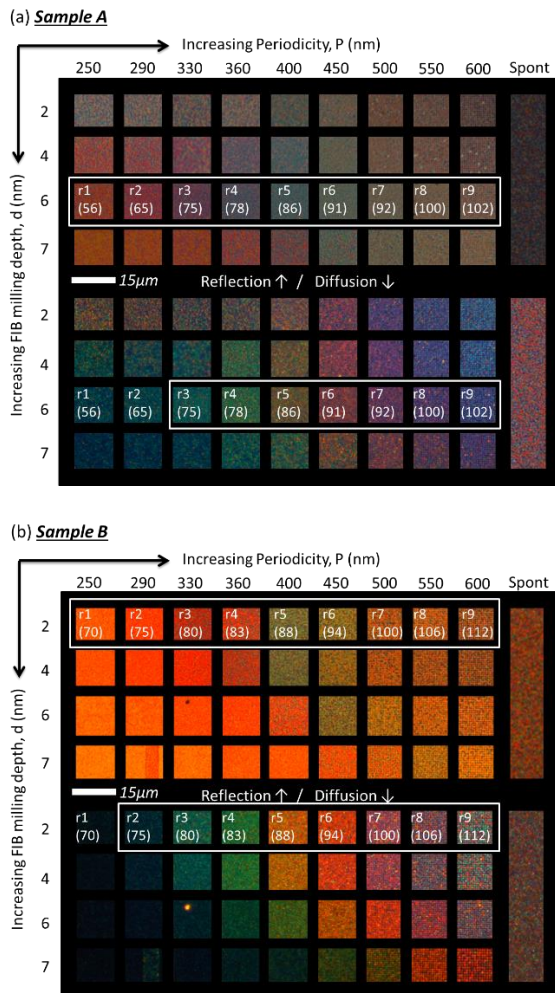 (a) Sample A
Increasing Periodicity, P (nm)
250 290 330 360 400 450 500 550 600 Spont
Increasing FIB milling depth, d (nm)
2
4
6
r1 r2 r3 r4 r5 r6 r7 r8 r9
(56) (65) (75) (78) (86) (91) (92) (100) (102)
7
15μm Reflection ↑ / Diffusion ↓
2
4
6
r1 r2 r3 r4 r5 r6 r7 r8 r9
(56) (65) (75) (78) (86) (91) (92) (100) (102)
7
(b) Sample B
Increasing Periodicity, P (nm)
250 290 330 360 400 450 500 550 600 Spont
Increasing FIB milling depth, d (nm)
2
r1 r2 r3 r4 r5 r6 r7 r8 r9
(70) (75) (80) (83) (88) (94) (100) (106) (112)
4
6
7
15μm Reflection ↑ / Diffusion ↓
2
r1 r2 r3 r4 r5 r6 r7 r8 r9
(70) (75) (80) (83) (88) (94) (100) (106) (112)
4
6
7